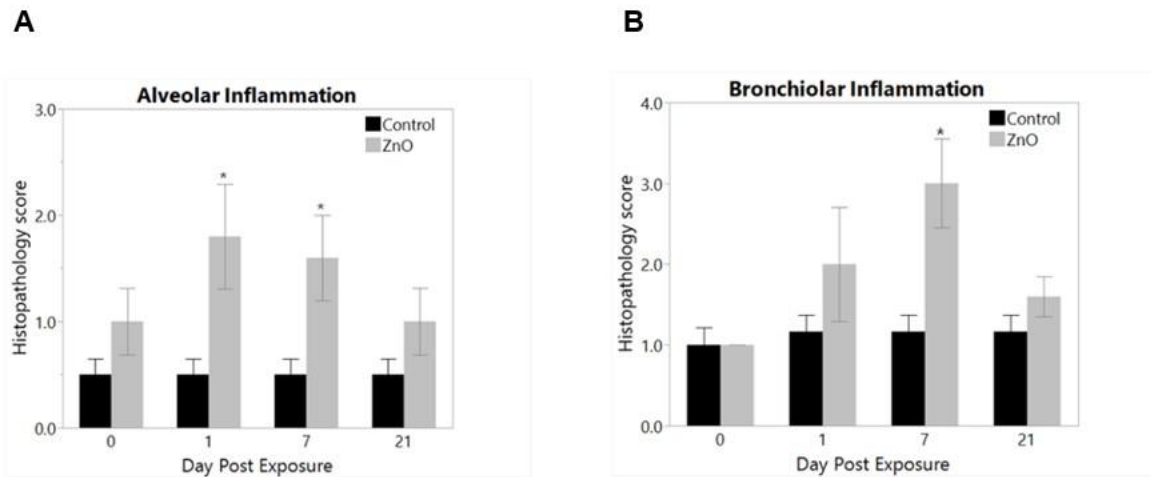 A
Alveolar Inflammation
3.0
2.0
1.0
0.0
Histopathology score
Control
ZnO
*
*
0 1 7 21
Day Post Exposure
B
Bronchiolar Inflammation
4.0
3.0
2.0
1.0
0.0
Histopathology score
Control
ZnO
*
0 1 7 21
Day Post Exposure